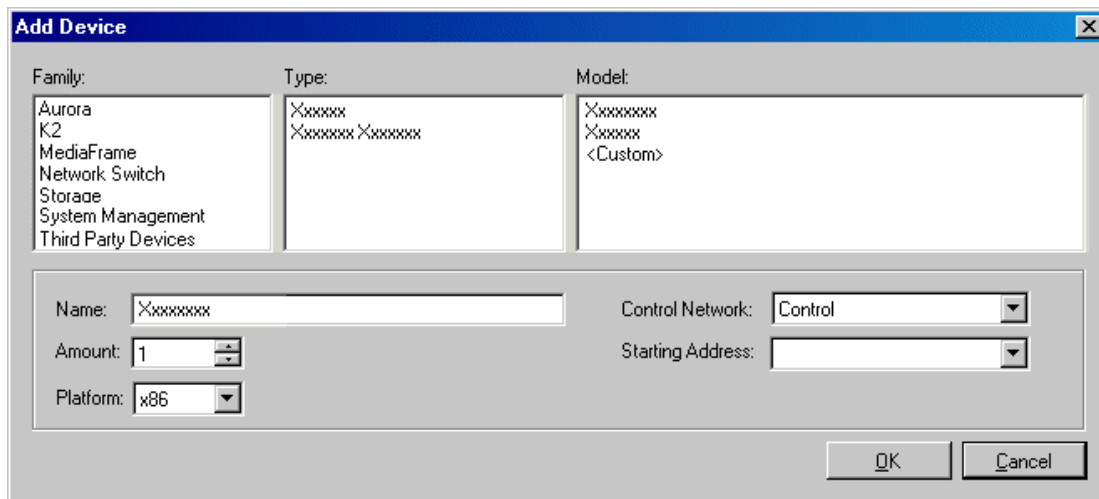 Add Device
Family:
Type:
Model:
Aurora
K2
MediaFrame
Network Switch
Storage
System Management
Third Party Devices
Xxxxxx
Xxxxxxx Xxxxxxx
Xxxxxxxx
Xxxxxx
<Custom>
Name: Xxxxxxxx
Control Network: Control
Amount: 1
Starting Address:
Platform: x86
OK
Cancel